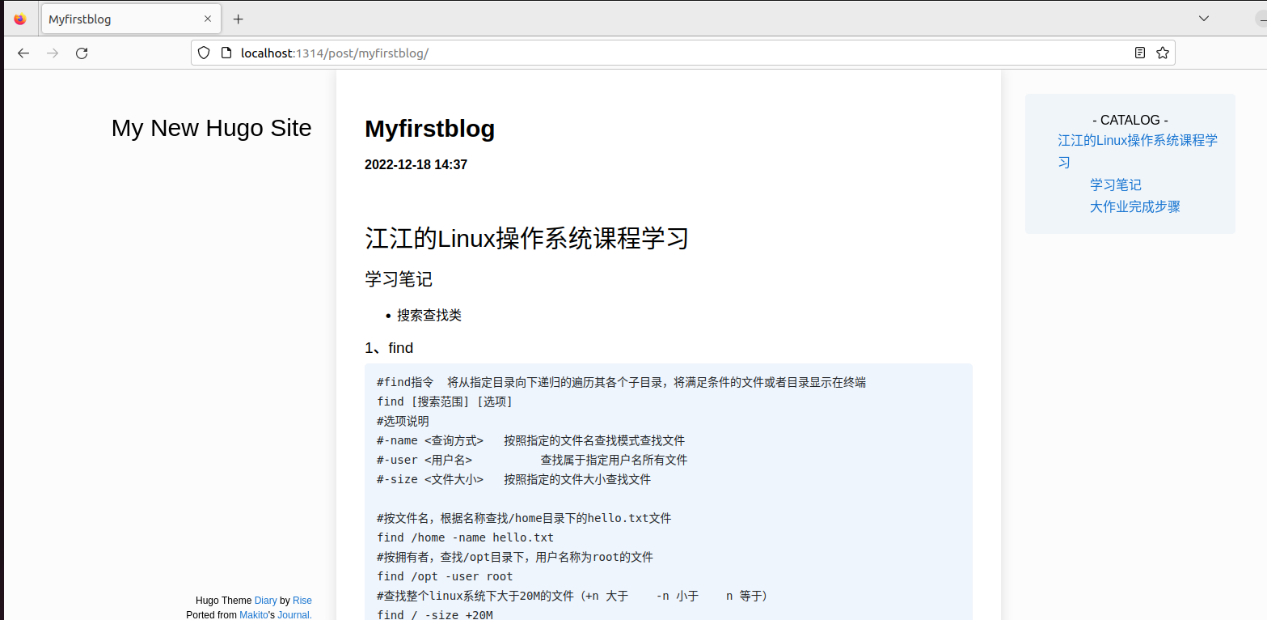 Myfirstblog
localhost:1314/post/myfirstblog/
My New Hugo Site
Myfirstblog
2022-12-18 14:37
江江的Linux操作系统课程学习
学习笔记
• 搜索查找类
1、find
#find指令  将从指定目录向下递归的遍历其各个子目录，将满足条件的文件或者目录显示在终端
find [搜索范围] [选项]
#选项说明
#-name <查询方式>   按照指定的文件名查找模式查找文件
#-user <用户名>          查找属于指定用户名所有文件
#-size <文件大小>   按照指定的文件大小查找文件
#按文件名，根据名称查找/home目录下的hello.txt文件
find /home -name hello.txt
#按拥有者，查找/opt目录下，用户名称为root的文件
find /opt -user root
#查找整个linux系统下大于20M的文件（+n 大于    -n 小于    n 等于）
find / -size +20M
- CATALOG -
江江的Linux操作系统课程学
习
学习笔记
大作业完成步骤
Hugo Theme Diary by Rise
Ported from Makito's Journal.